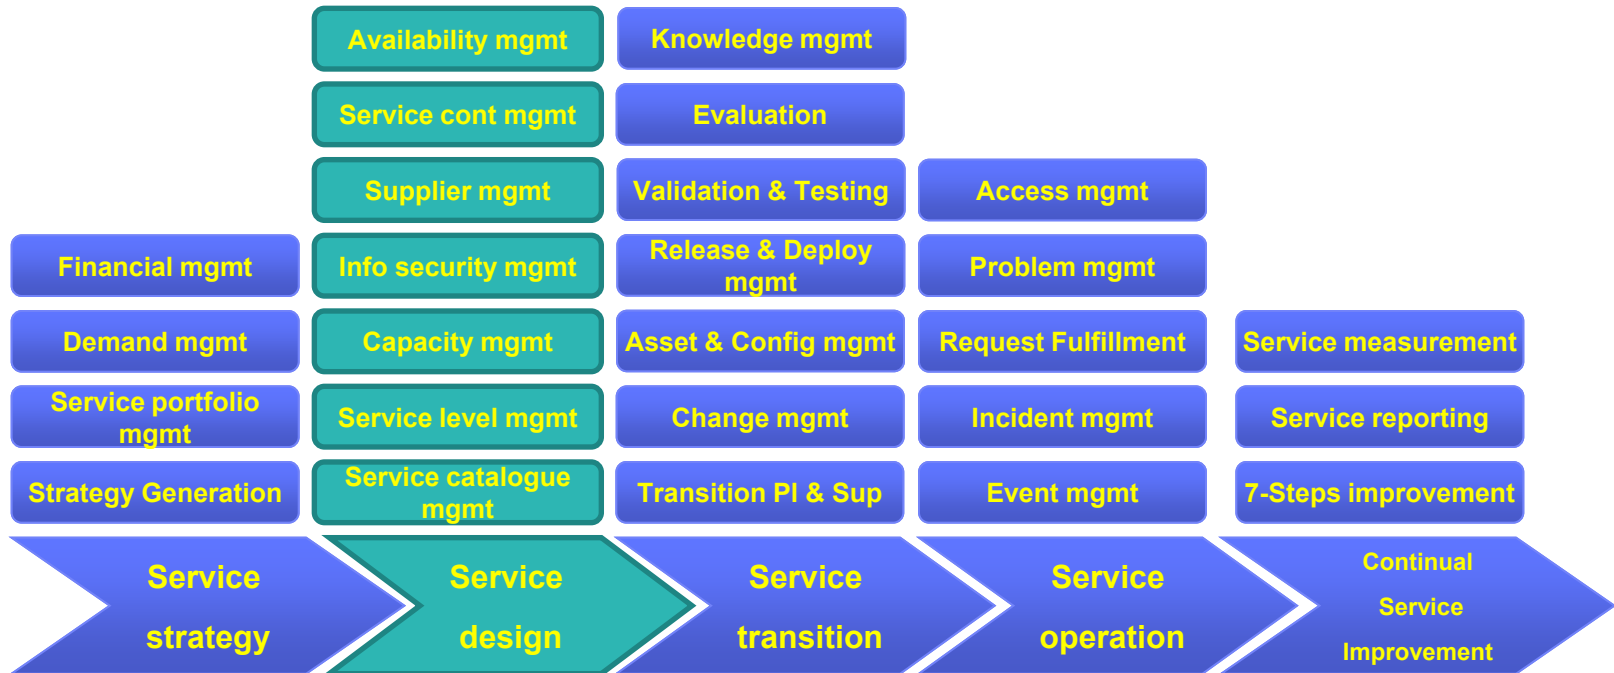 Availability mgmt
Knowledge mgmt
Service cont mgmt
Evaluation
Supplier mgmt
Validation & Testing
Access mgmt
Financial mgmt
Info security mgmt
Release & Deploy
mgmt
Problem mgmt
Demand mgmt
Capacity mgmt
Asset & Config mgmt
Request Fulfillment
Service measurement
Service portfolio
mgmt
Service level mgmt
Change mgmt
Incident mgmt
Service reporting
Strategy Generation
Service catalogue
mgmt
Transition Pl & Sup
Event mgmt
7-Steps improvement
Service
strategy
Service
design
Service
transition
Service
operation
Continual
Service
Improvement